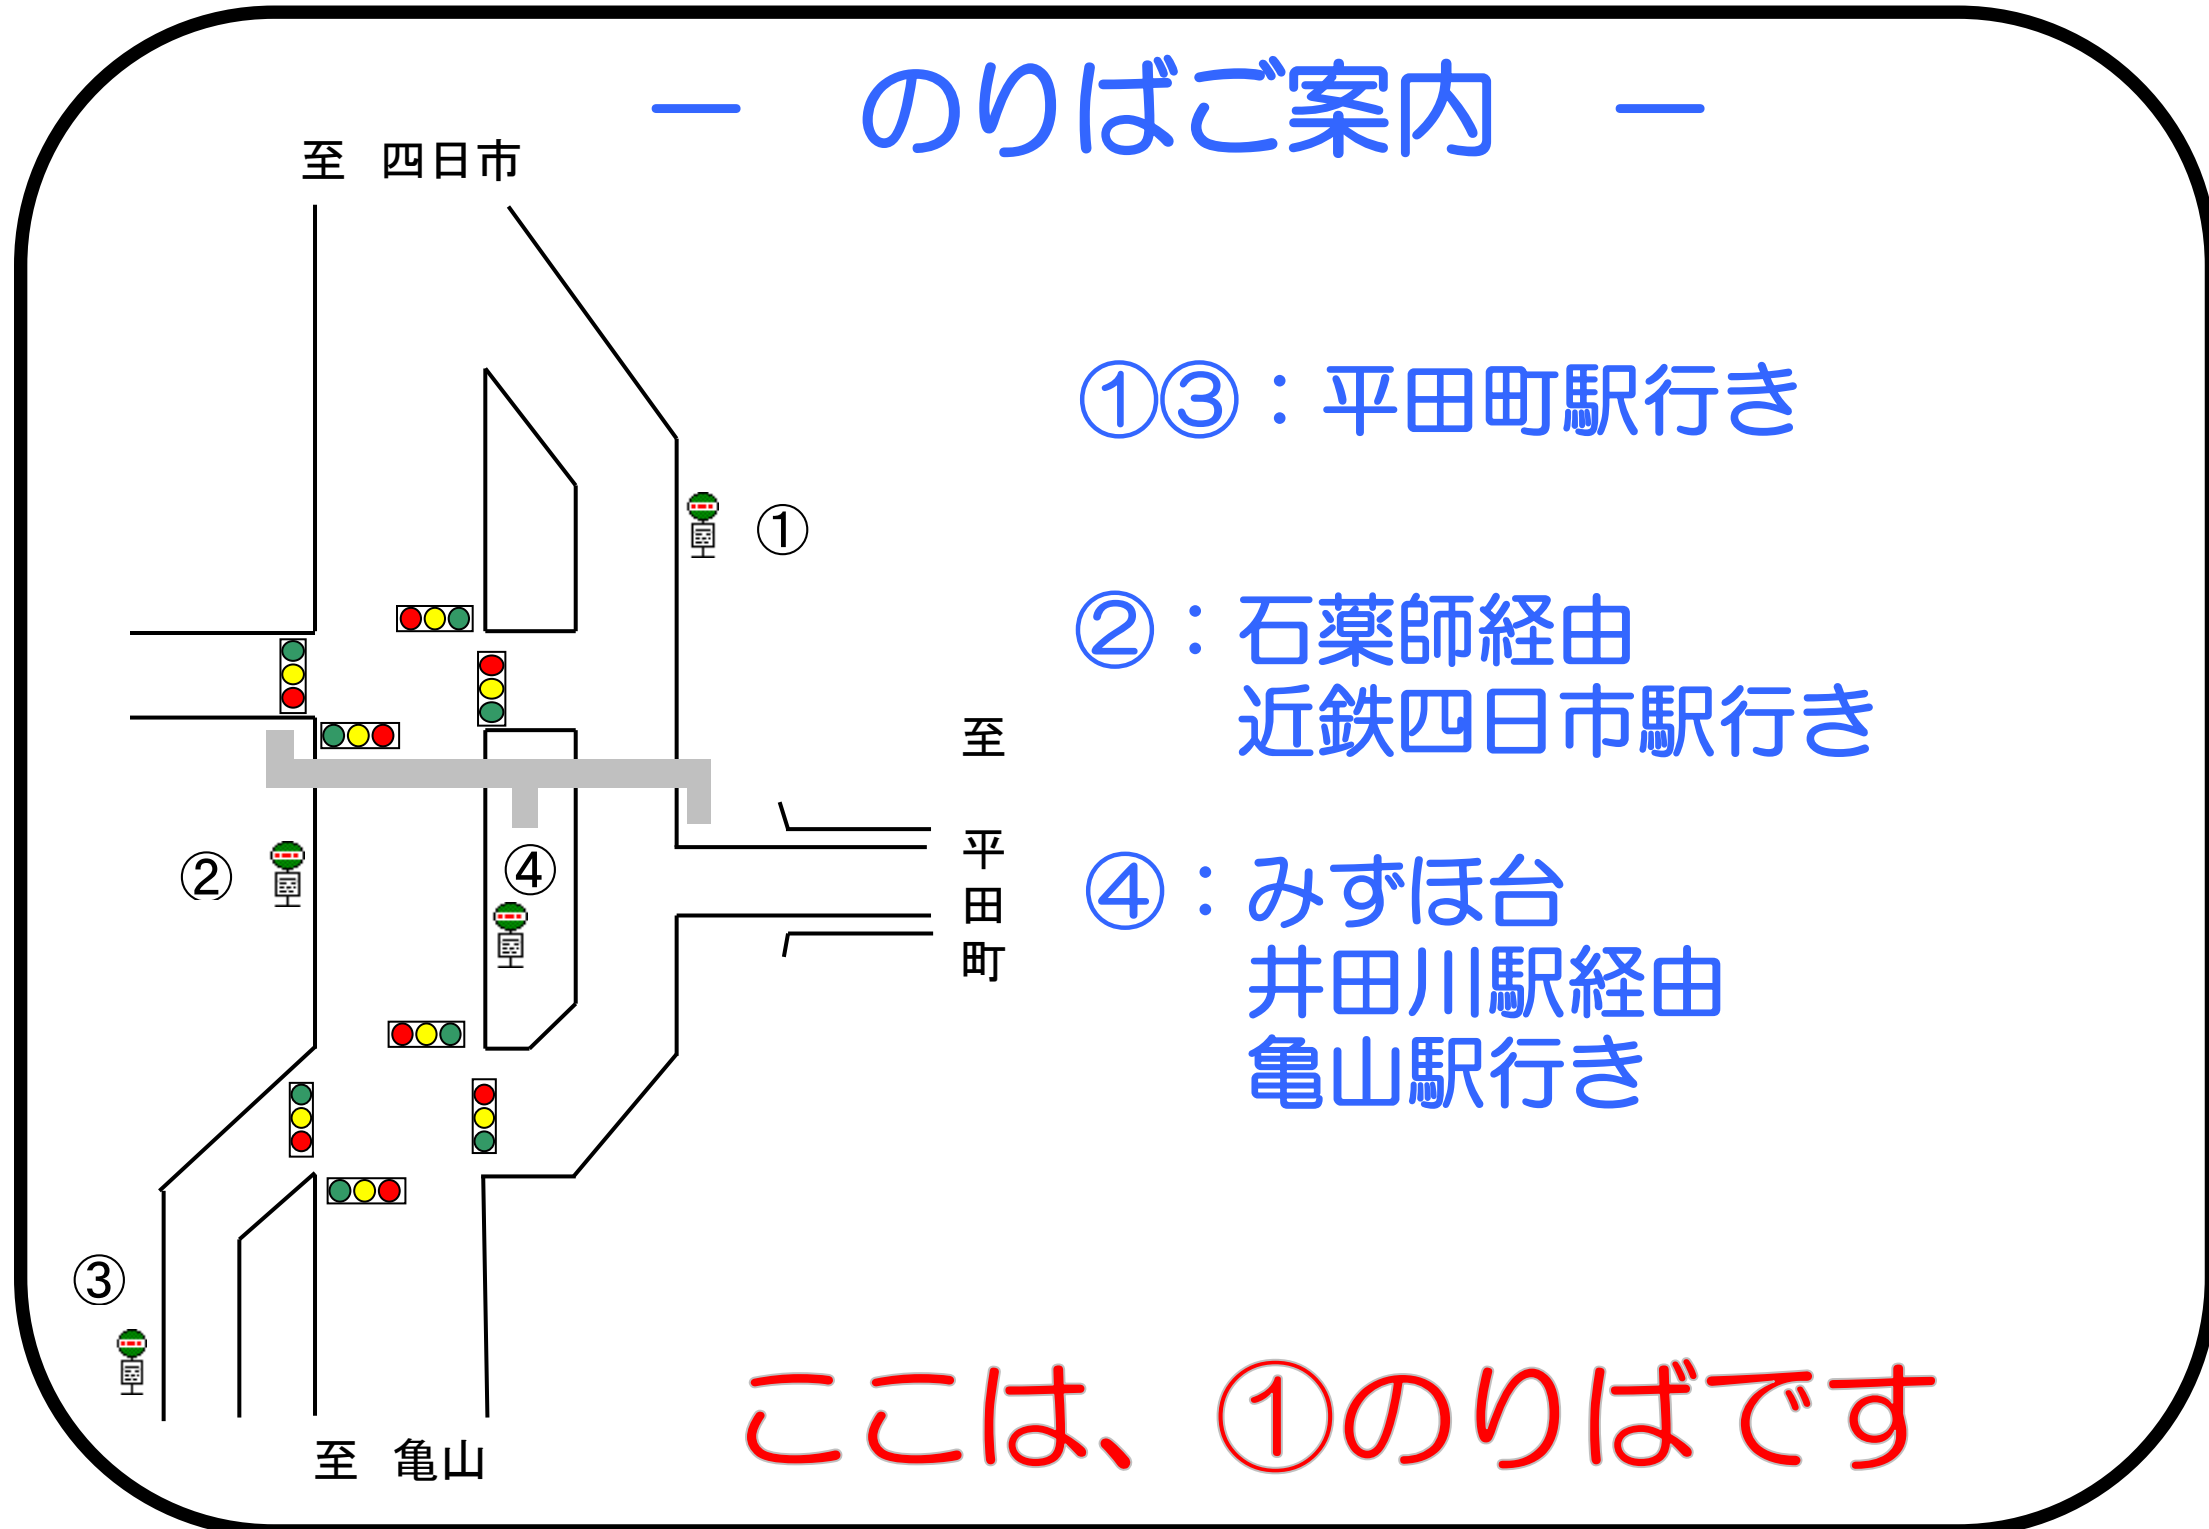 ― のりばご案内 ―
至 四日市
①③：平田町駅行き
①
②：石薬師経由
近鉄四日市駅行き
至 平田町
②
④
④：みずほ台
井田川駅経由
亀山駅行き
③
ここは、①のりばです
至 亀山